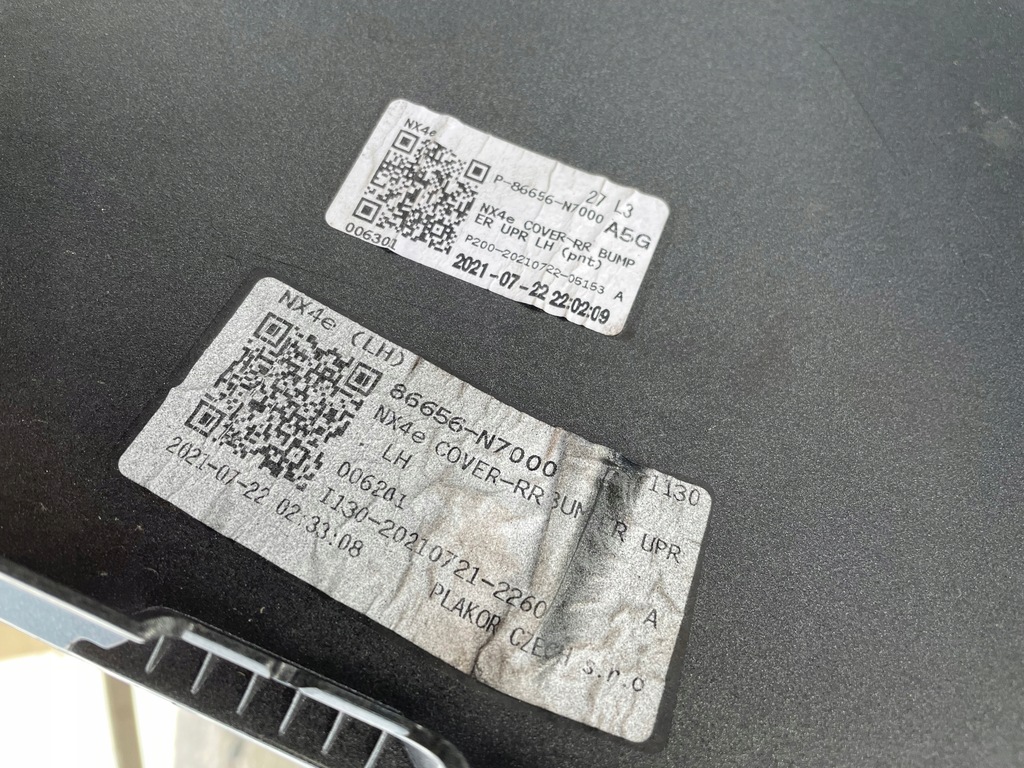 NX4e
27 L3
P-86656-N7000 A5G
NX4e COVER-RR BUMP
ER UPR LH (pnt)
P200-20210722-05153 A
006301
2021-07-22 22:02:09
NX4e (LH)
I130
86656-N7000
NX4e COVER-RR BUMPER UPR
LH
006201
I130-20210721-2260 A
2021-07-22 02:33:08
PLAKOR CZECH s.r.o